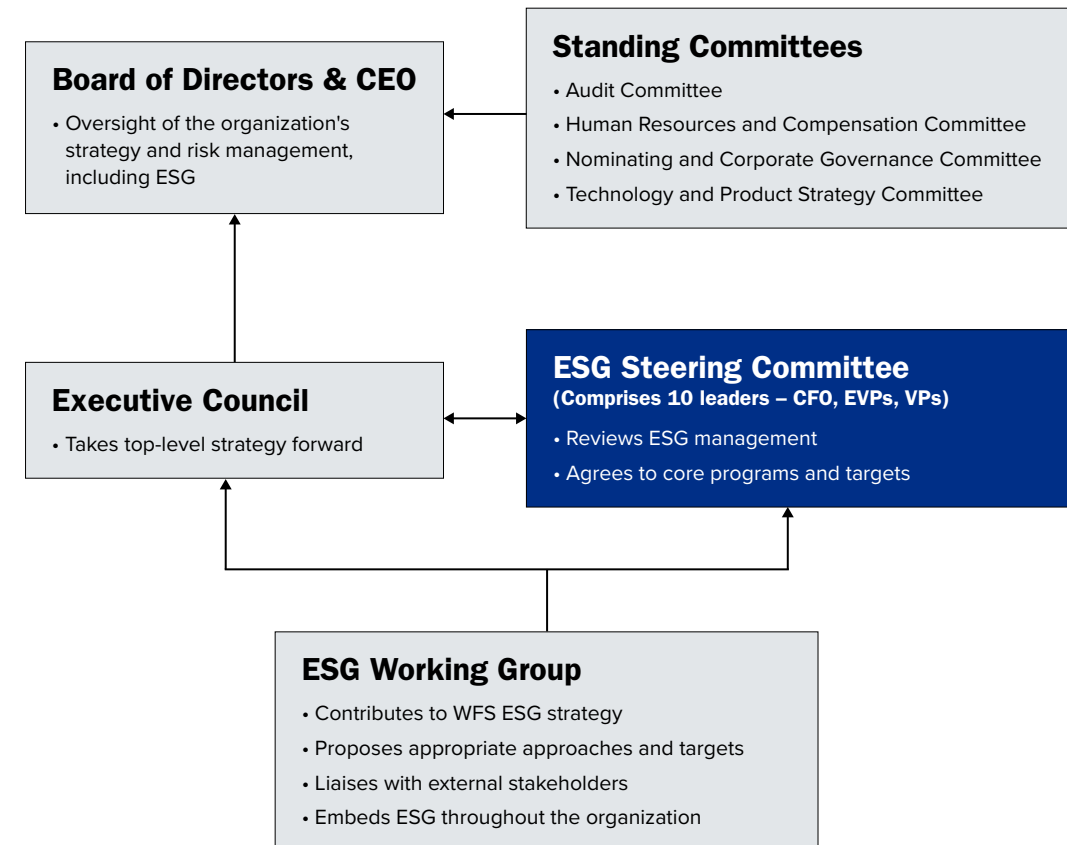 Board of Directors & CEO
• Oversight of the organization's
strategy and risk management,
including ESG
Standing Committees
• Audit Committee
• Human Resources and Compensation Committee
• Nominating and Corporate Governance Committee
• Technology and Product Strategy Committee
Executive Council
• Takes top-level strategy forward
ESG Steering Committee
(Comprises 10 leaders – CFO, EVPs, VPs)
• Reviews ESG management
• Agrees to core programs and targets
ESG Working Group
• Contributes to WFS ESG strategy
• Proposes appropriate approaches and targets
• Liaises with external stakeholders
• Embeds ESG throughout the organization